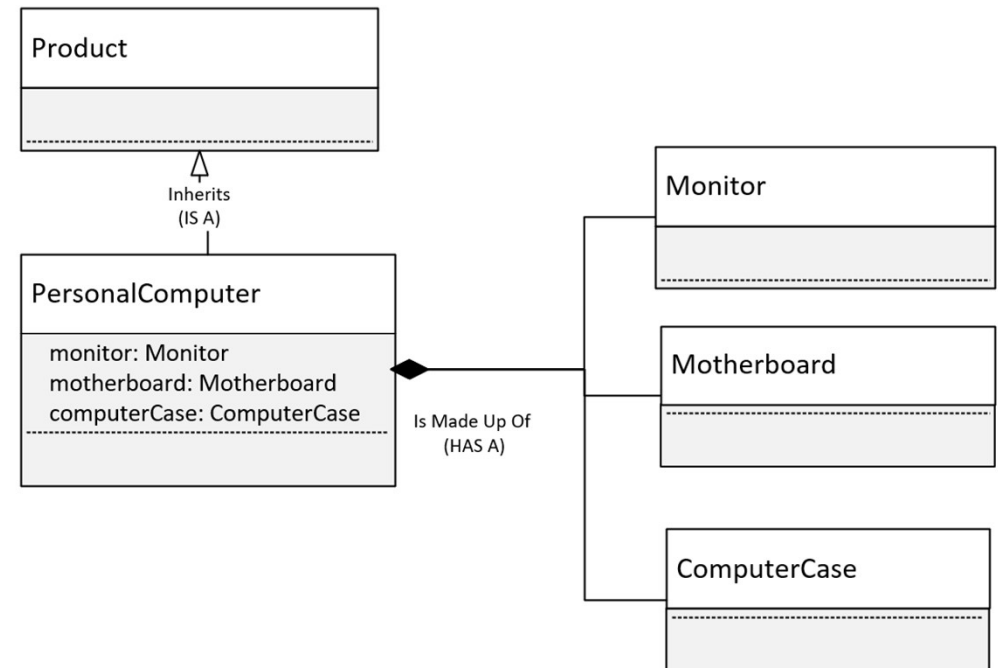 Product
Inherits
(IS A)
PersonalComputer
monitor: Monitor
motherboard: Motherboard
computerCase: ComputerCase
Is Made Up Of
(HAS A)
Monitor
Motherboard
ComputerCase